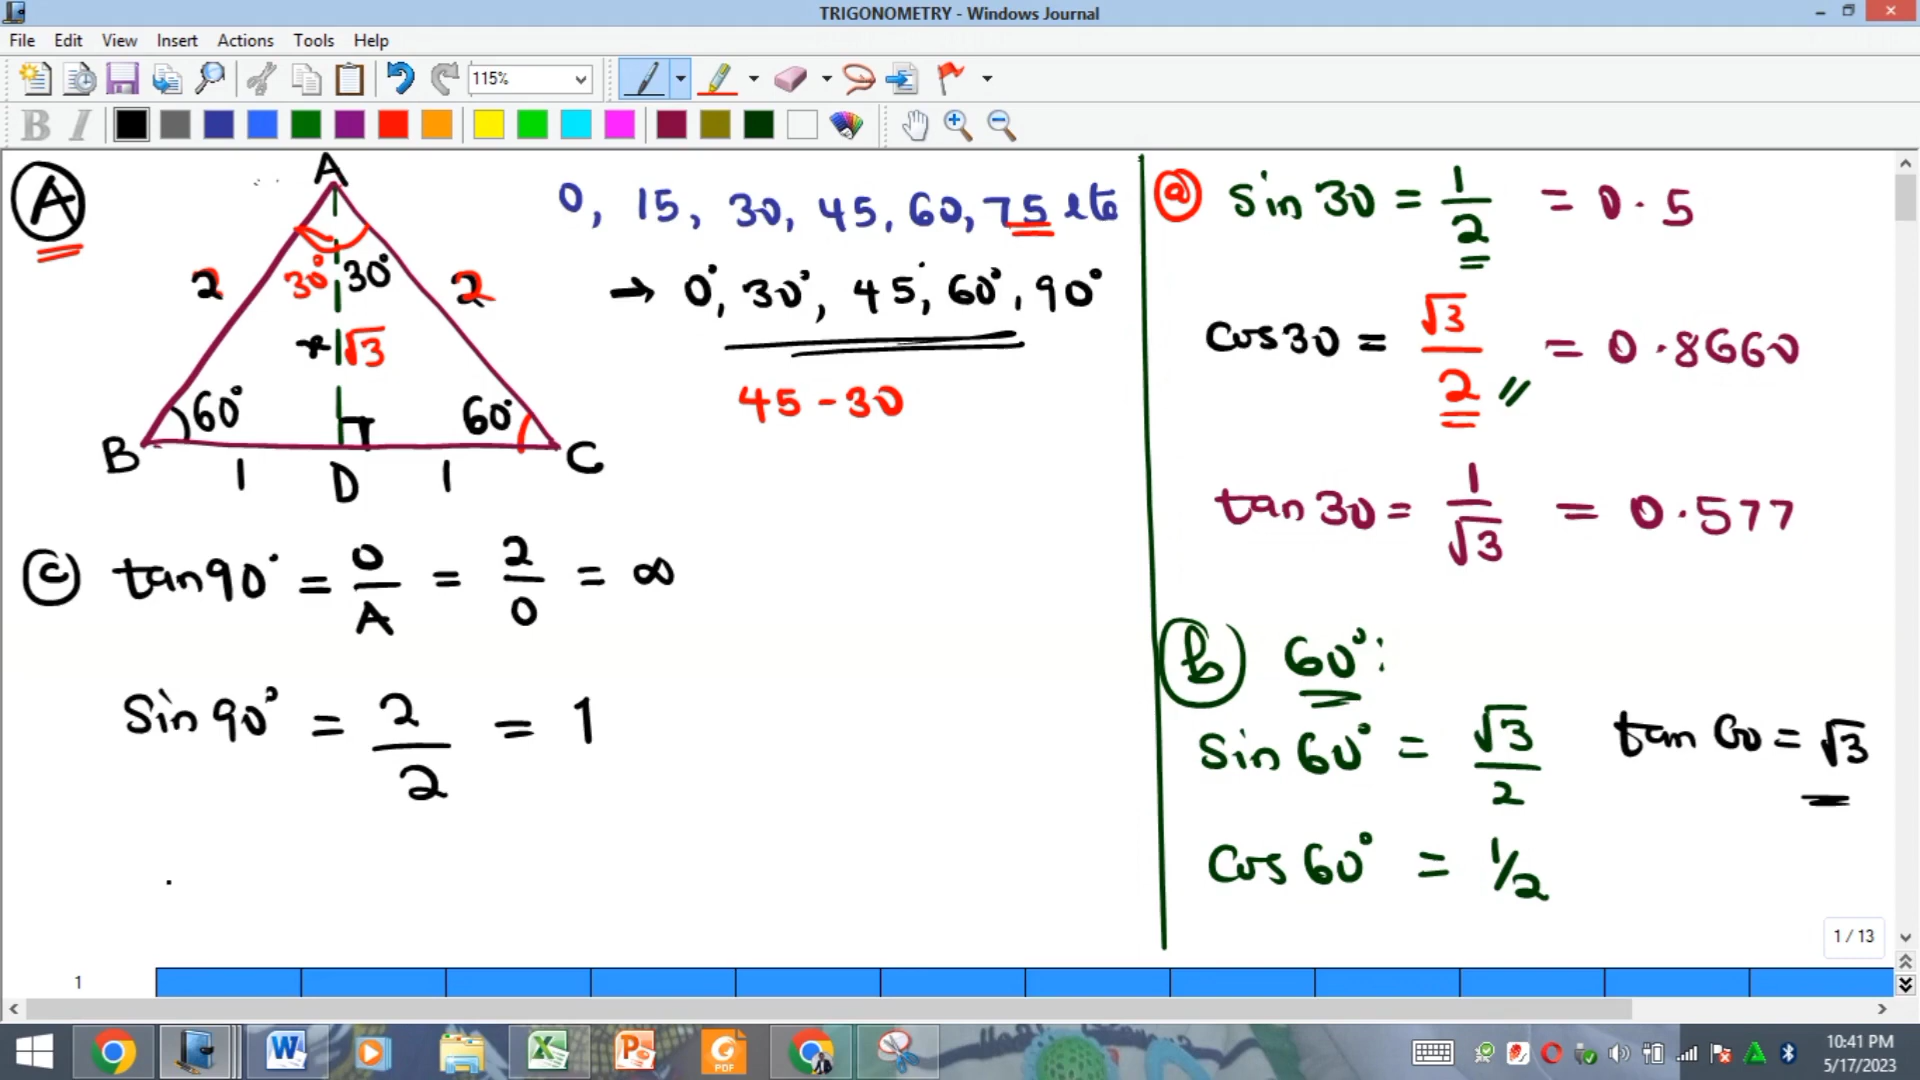 TRIGONOMETRY - Windows Journal
File Edit View Insert Actions Tools Help
115%
B I
A
A
0, 15, 30, 45, 60, 75 etc
→ 0°, 30°, 45°, 60°, 90°
45 - 30
2 30° 30° 2
√3
60° 60°
B 1 D 1 C
c tan 90° = O/A = 2/0 = ∞
Sin 90° = 2/2 = 1
a Sin 30 = 1/2 = 0.5
cos 30 = √3/2 = 0.8660
tan 30 = 1/√3 = 0.577
b 60°:
Sin 60° = √3/2 tan 60 = √3
Cos 60° = 1/2
1 / 13
1
PDF
10:41 PM
5/17/2023